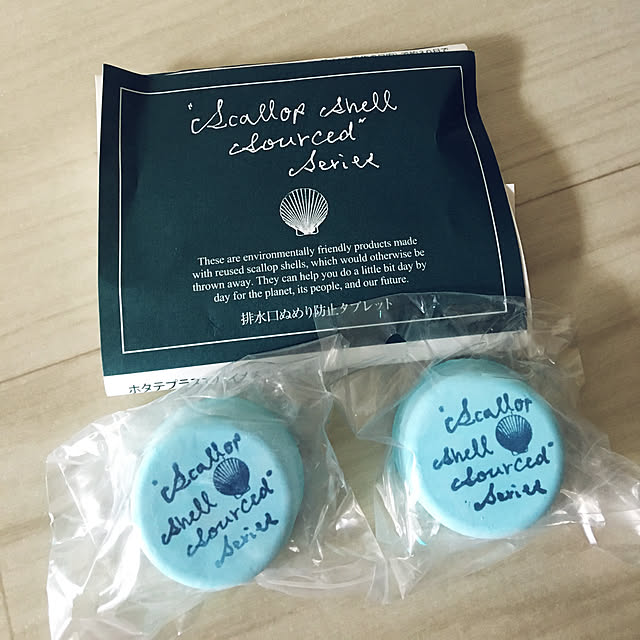 "Scallop Shell
Sourced"
Series
These are environmentally friendly products made
with reused scallop shells, which would otherwise be
thrown away. They can help you do a little bit day by
day for the planet, its people, and our future.
排水口ぬめり防止タブレット
ホタテ
"Scallop
Shell
Sourced"
Series
"Scallop
Shell
Sourced"
Series